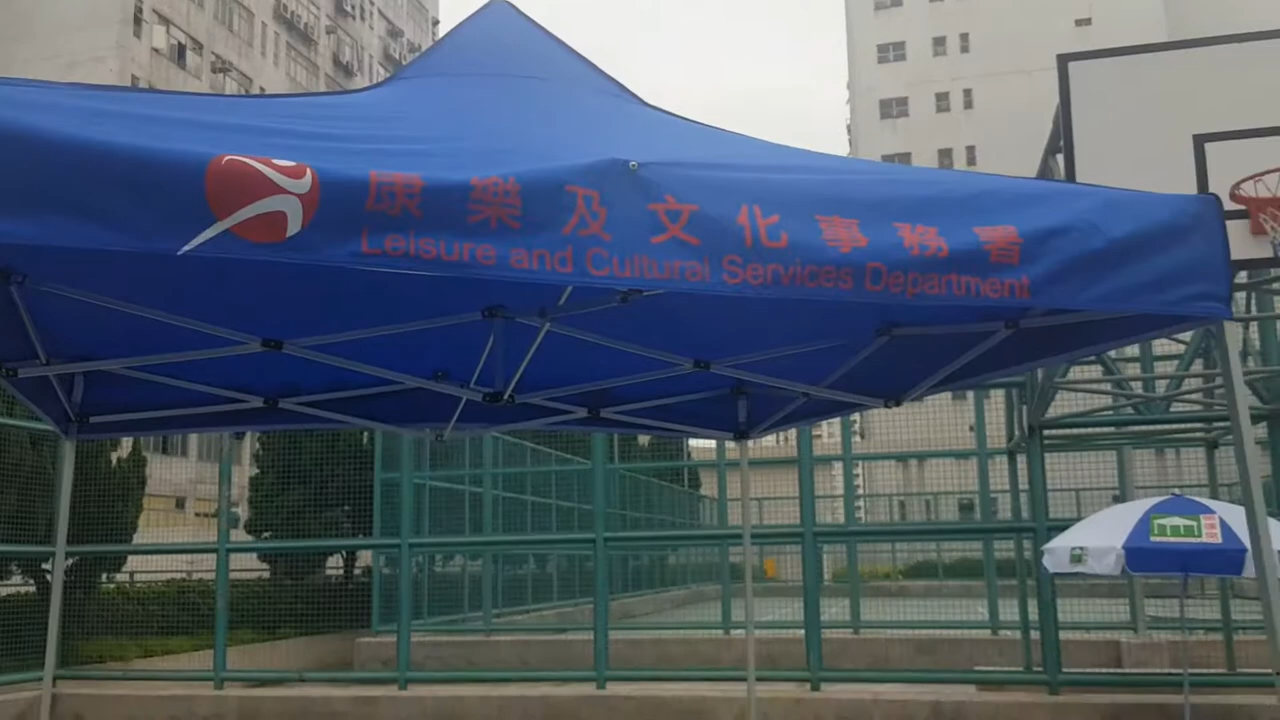 康樂及文化事務署
Leisure and Cultural Services Department